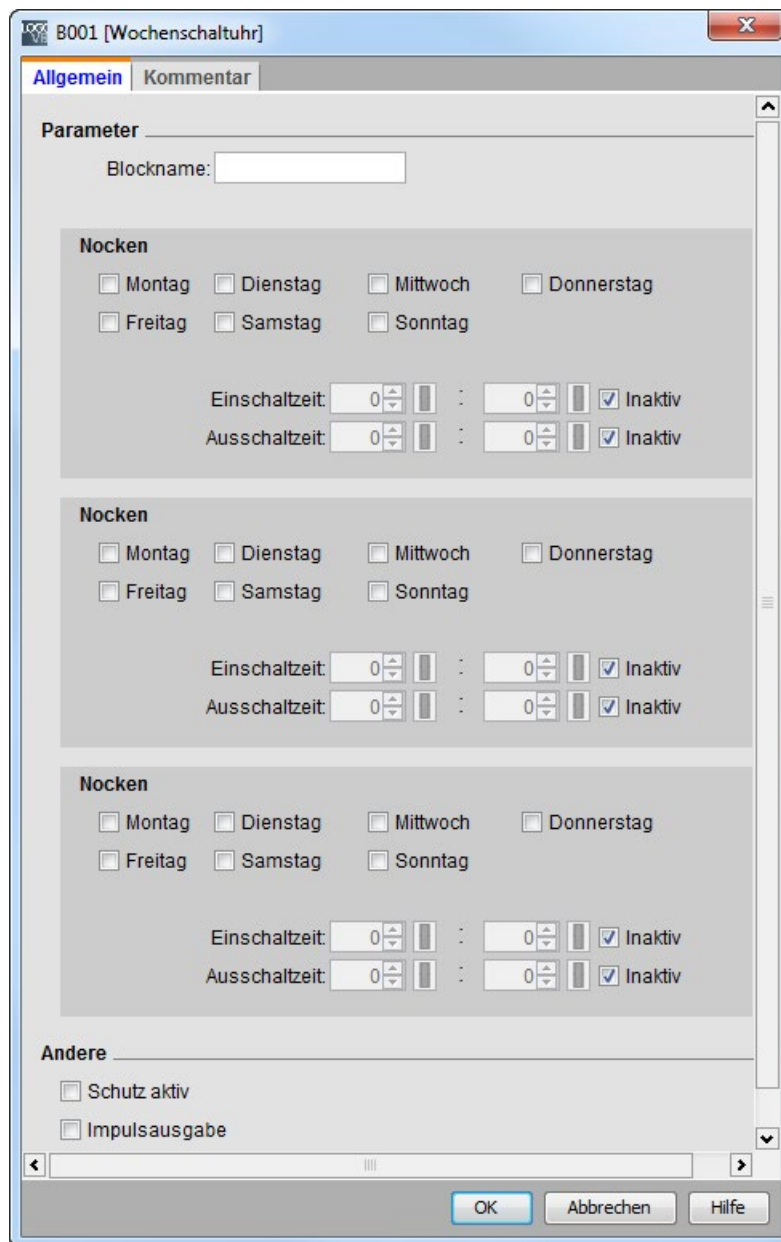 B001 [Wochenschaltuhr]
Allgemein Kommentar
Parameter
Blockname:
Nocken
Montag Dienstag Mittwoch Donnerstag
Freitag Samstag Sonntag
Einschaltzeit: 0 : 0 Inaktiv
Ausschaltzeit: 0 : 0 Inaktiv
Nocken
Montag Dienstag Mittwoch Donnerstag
Freitag Samstag Sonntag
Einschaltzeit: 0 : 0 Inaktiv
Ausschaltzeit: 0 : 0 Inaktiv
Nocken
Montag Dienstag Mittwoch Donnerstag
Freitag Samstag Sonntag
Einschaltzeit: 0 : 0 Inaktiv
Ausschaltzeit: 0 : 0 Inaktiv
Andere
Schutz aktiv
Impulsausgabe
OK Abbrechen Hilfe